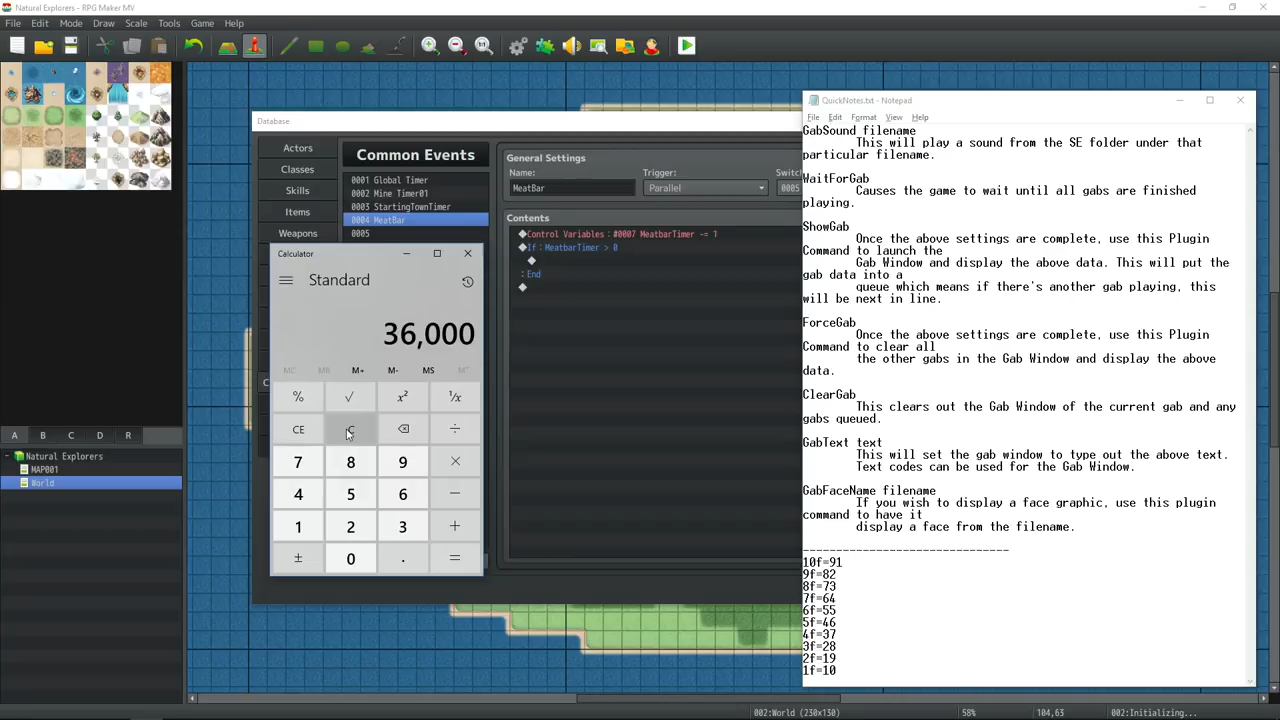 Natural Explorers - RPG Maker MV
File Edit Mode Draw Scale Tools Game Help
Database
Actors
Classes
Skills
Items
Weapons
Common Events
0001 Global Timer
0002 Mine Timer01
0003 StartingTownTimer
0004 MeatBar
0005
General Settings
Name:
Trigger:
Switc
MeatBar
Parallel
0005
Contents
◆Control Variables : #0007 MeatbarTimer -= 1
◆If : MeatbarTimer > 0
◆
: End
◆
C
Calculator
Standard
36,000
MC MR M+ M- MS M˅
% √ x² ¹/x
CE C ⌫ ÷
7 8 9 ×
4 5 6 −
1 2 3 +
± 0 . =
QuickNotes.txt - Notepad
File Edit Format View Help
GabSound filename
This will play a sound from the SE folder under that
particular filename.
WaitForGab
Causes the game to wait until all gabs are finished
playing.
ShowGab
Once the above settings are complete, use this Plugin
Command to launch the
Gab Window and display the above data. This will put the
gab data into a
queue which means if there's another gab playing, this
will be next in line.
ForceGab
Once the above settings are complete, use this Plugin
Command to clear all
the other gabs in the Gab Window and display the above
data.
ClearGab
This clears out the Gab Window of the current gab and any
gabs queued.
GabText text
This will set the gab window to type out the above text.
Text codes can be used for the Gab Window.
GabFaceName filename
If you wish to display a face graphic, use this plugin
command to have it
display a face from the filename.
-------------------------------
10f=91
9f=82
8f=73
7f=64
6f=55
5f=46
4f=37
3f=28
2f=19
1f=10
A B C D R
Natural Explorers
MAP001
World
002:World (230x130)
58%
104,63
002:Initializing...